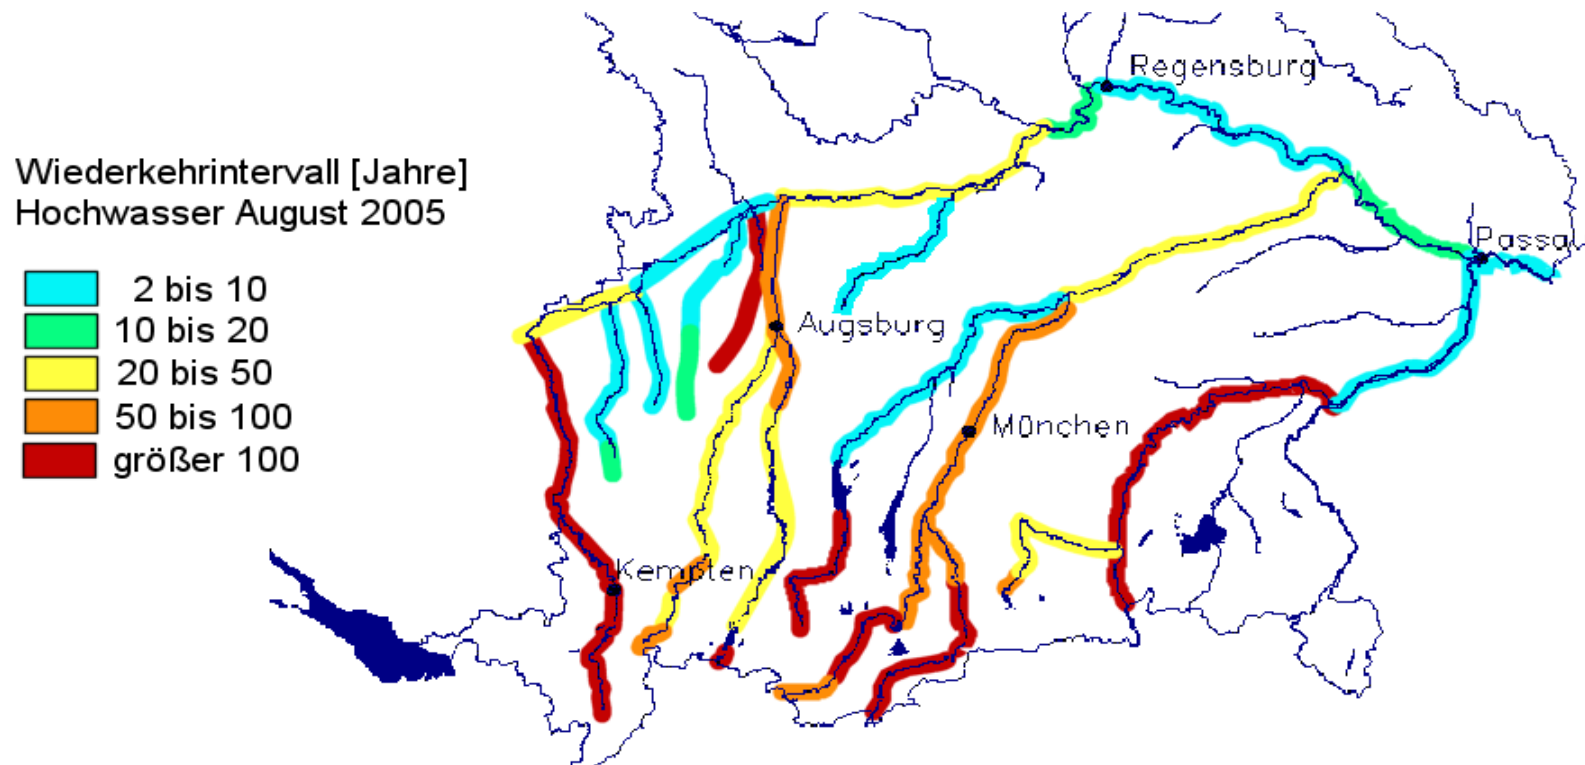 Wiederkehrintervall [Jahre]
Hochwasser August 2005
2 bis 10
10 bis 20
20 bis 50
50 bis 100
größer 100
Regensburg
Passa
Augsburg
München
Kempten